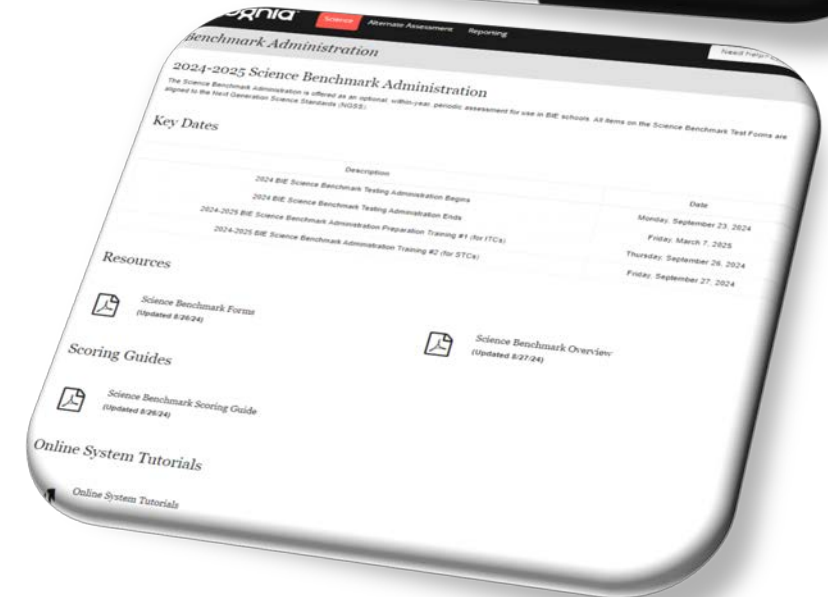 Science Alternate Assessment Reporting Need Help?
Benchmark Administration
2024-2025 Science Benchmark Administration
The Science Benchmark Administration is offered as an optional, within-year, periodic assessment for use in BIE schools. All items on the Science Benchmark Test Forms are
aligned to the Next Generation Science Standards (NGSS).
Key Dates
Description Date
2024 BIE Science Benchmark Testing Administration Begins Monday, September 23, 2024
2024 BIE Science Benchmark Testing Administration Ends Friday, March 7, 2025
2024-2025 BIE Science Benchmark Administration Preparation Training #1 (for ITCs) Thursday, September 26, 2024
2024-2025 BIE Science Benchmark Administration Training #2 (for STCs) Friday, September 27, 2024
Resources
Science Benchmark Forms
(Updated 8/26/24)
Science Benchmark Overview
(Updated 8/27/24)
Scoring Guides
Science Benchmark Scoring Guide
(Updated 8/26/24)
Online System Tutorials
Online System Tutorials